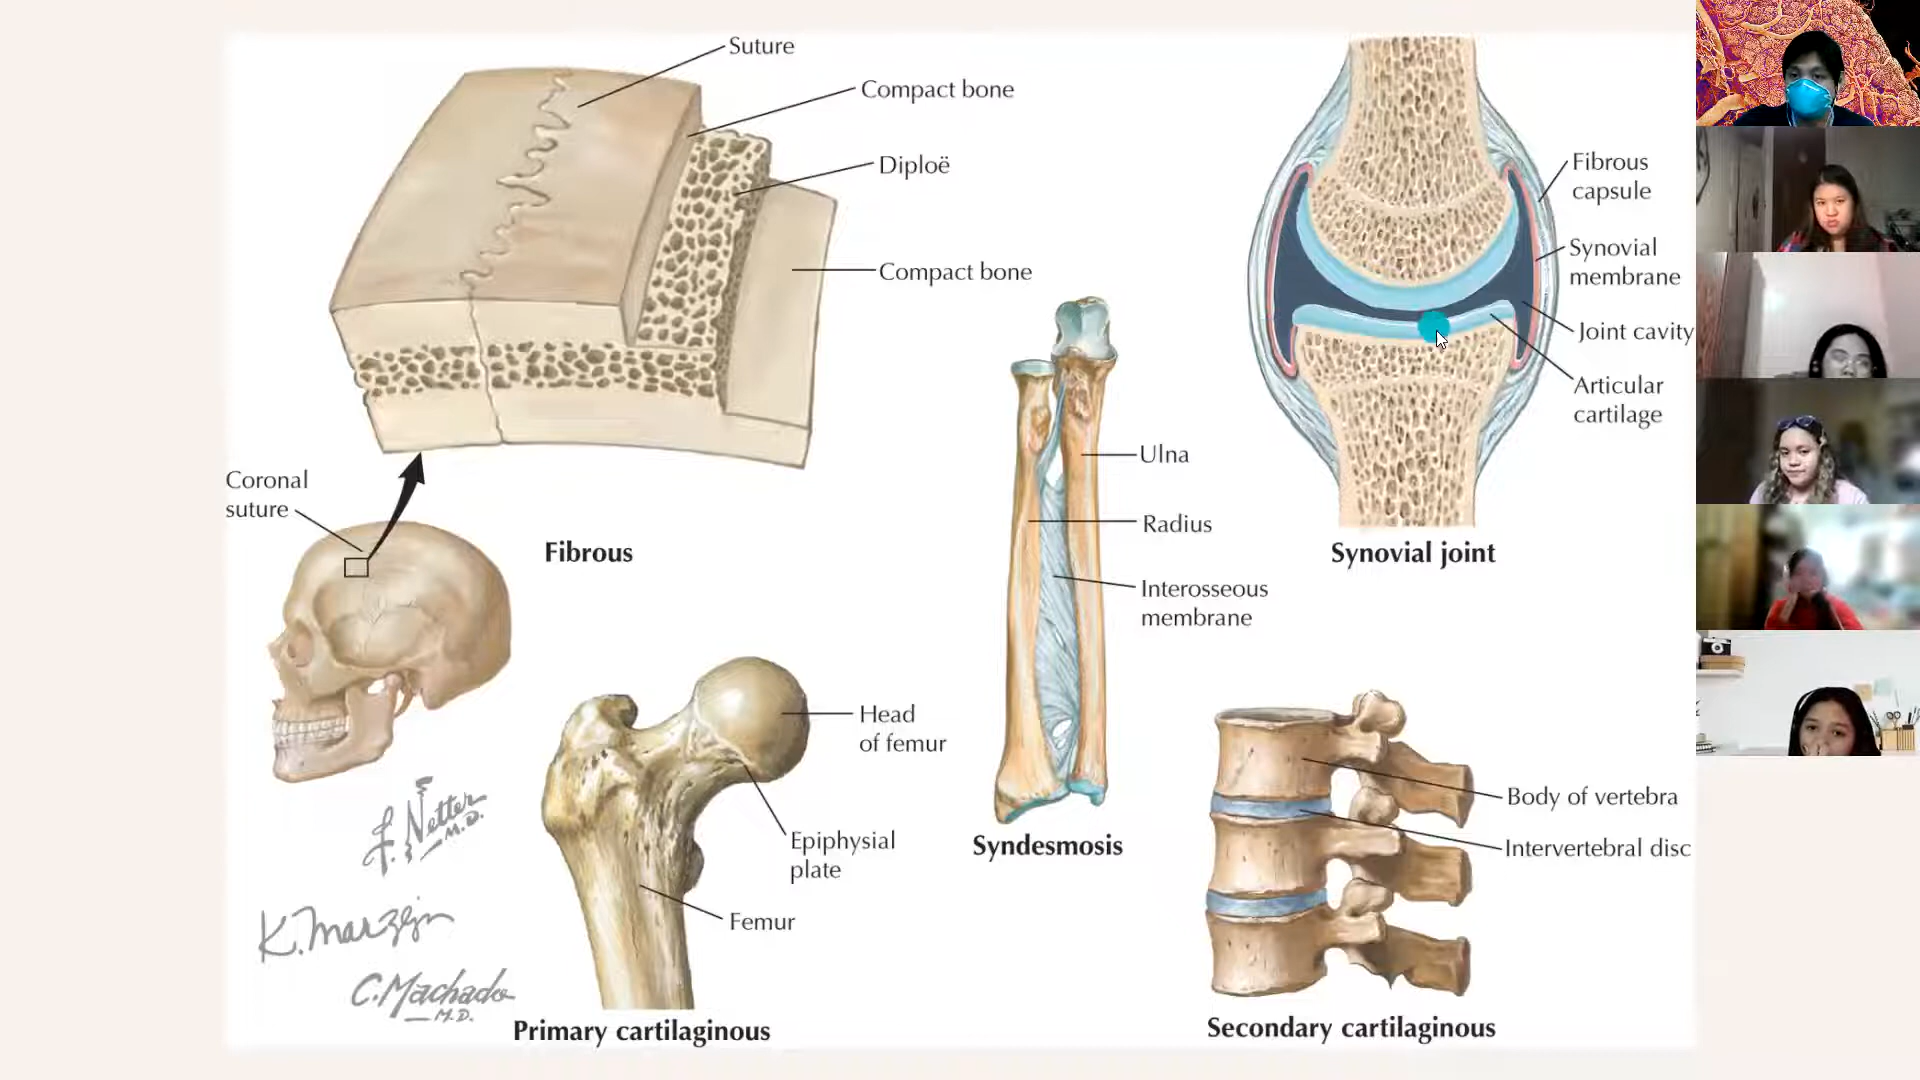 Suture
Compact bone
Diploë
Compact bone
Coronal
suture
Fibrous
Fibrous
capsule
Synovial
membrane
Joint cavity
Articular
cartilage
Synovial joint
Ulna
Radius
Interosseous
membrane
Syndesmosis
Head
of femur
Epiphysial
plate
Femur
Primary cartilaginous
Body of vertebra
Intervertebral disc
Secondary cartilaginous
F. Netter
M.D.
K. Marzejon
C. Machado
M.D.